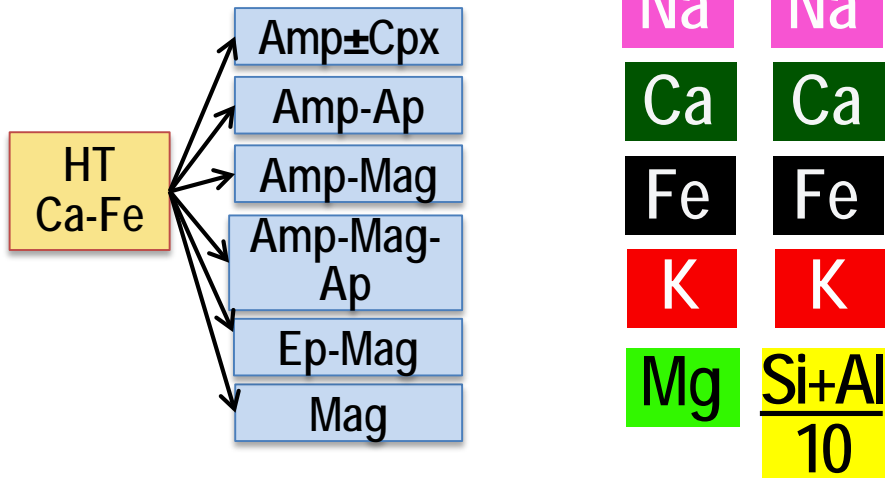 HT
Ca-Fe
Amp±Cpx
Amp-Ap
Amp-Mag
Amp-Mag-
Ap
Ep-Mag
Mag
Na Na
Ca Ca
Fe Fe
K K
Mg Si+Al
10